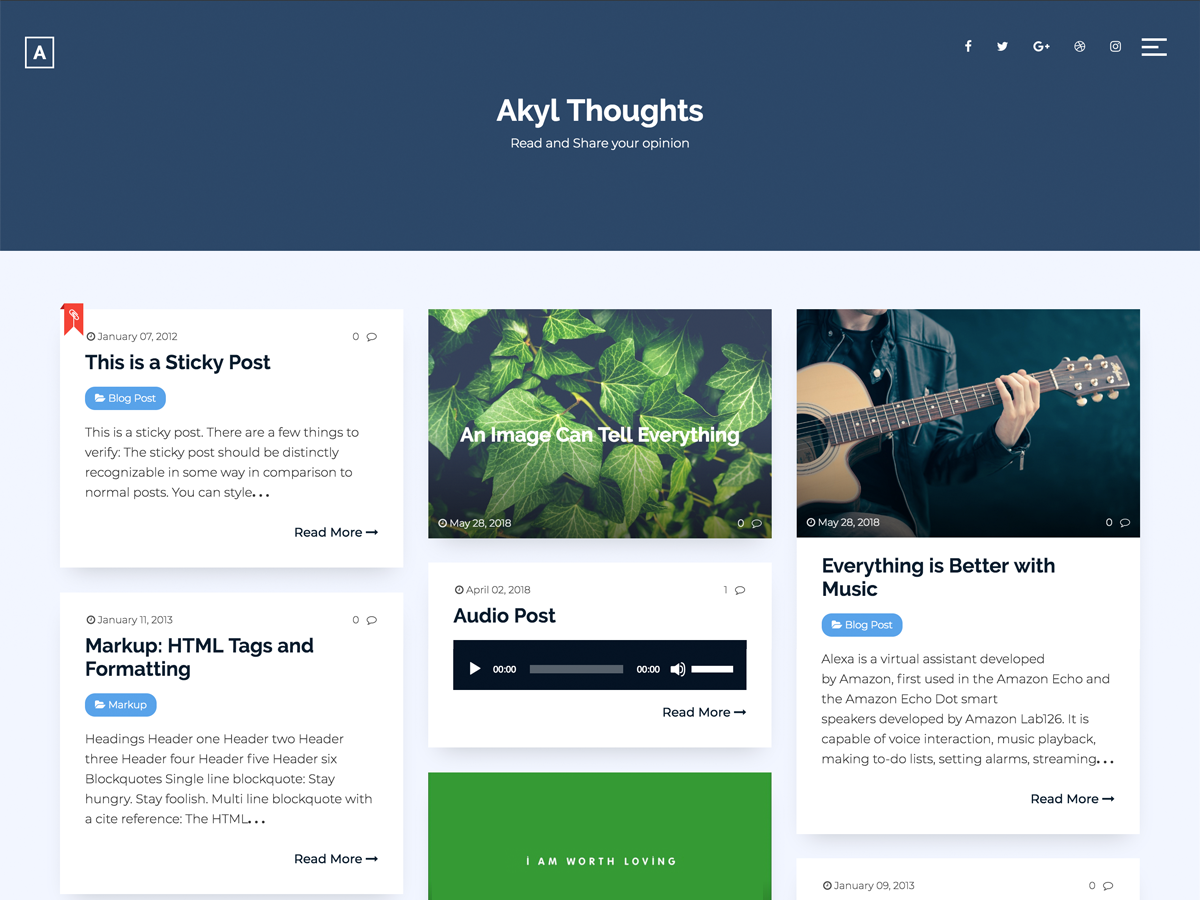 A
G+
Akyl Thoughts
Read and Share your opinion
January 07, 2012 0
This is a Sticky Post
Blog Post
This is a sticky post. There are a few things to
verify: The sticky post should be distinctly
recognizable in some way in comparison to
normal posts. You can style...
Read More
January 11, 2013 0
Markup: HTML Tags and
Formatting
Markup
Headings Header one Header two Header
three Header four Header five Header six
Blockquotes Single line blockquote: Stay
hungry. Stay foolish. Multi line blockquote with
a cite reference: The HTML...
Read More
An Image Can Tell Everything
May 28, 2018 0
April 02, 2018 1
Audio Post
00:00 00:00
Read More
İ AM WORTH LOVİNG
May 28, 2018 0
Everything is Better with
Music
Blog Post
Alexa is a virtual assistant developed
by Amazon, first used in the Amazon Echo and
the Amazon Echo Dot smart
speakers developed by Amazon Lab126. It is
capable of voice interaction, music playback,
making to-do lists, setting alarms, streaming...
Read More
January 09, 2013 0